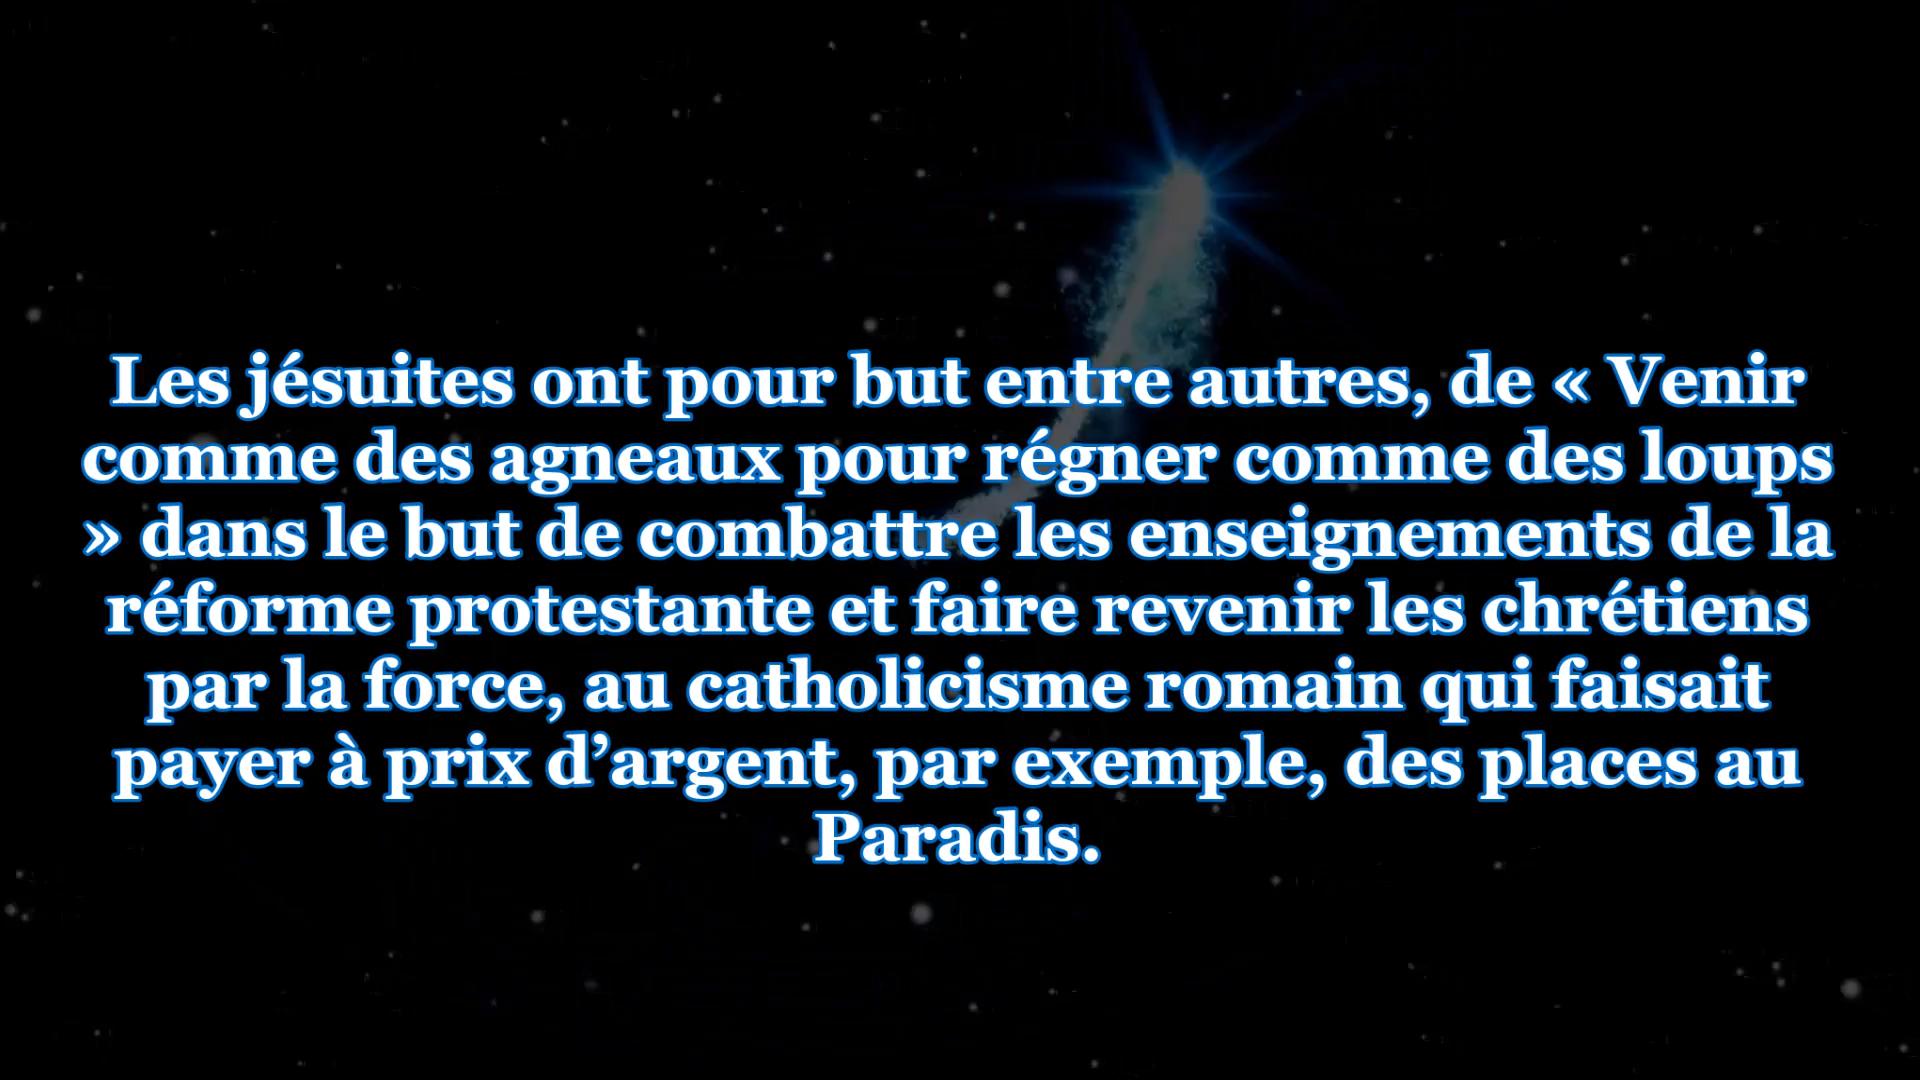 Les jésuites ont pour but entre autres, de « Venir
comme des agneaux pour régner comme des loups
» dans le but de combattre les enseignements de la
réforme protestante et faire revenir les chrétiens
par la force, au catholicisme romain qui faisait
payer à prix d’argent, par exemple, des places au
Paradis.